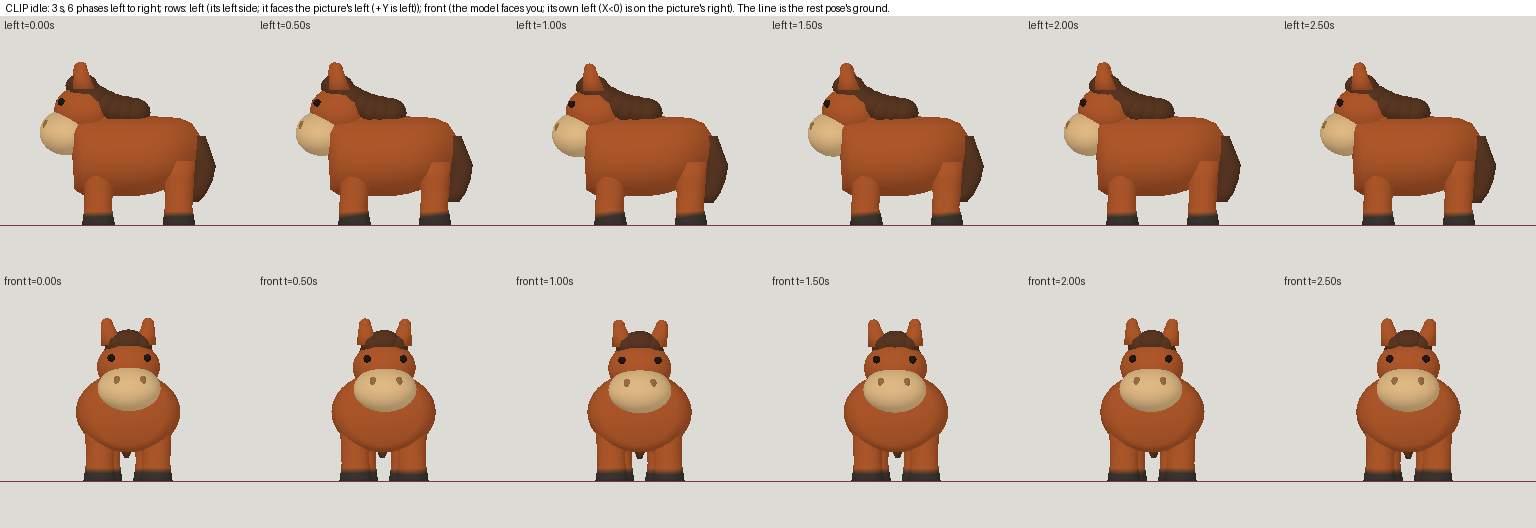 CLIP idle: 3 s, 6 phases left to right; rows: left (its left side; it faces the picture's left (+Y is left)); front (the model faces you; its own left (X<0) is on the picture's right). The line is the rest pose's ground.
left t=0.00s left t=0.50s left t=1.00s left t=1.50s left t=2.00s left t=2.50s
front t=0.00s front t=0.50s front t=1.00s front t=1.50s front t=2.00s front t=2.50s